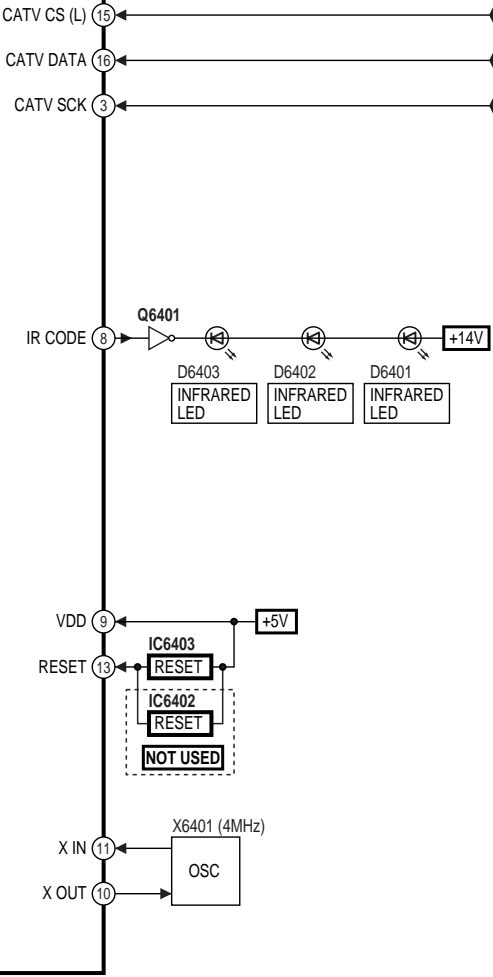 CATV CS (L) 15
CATV DATA 16
CATV SCK 3
Q6401
IR CODE 8
+14V
D6403 D6402 D6401
INFRARED LED
INFRARED LED
INFRARED LED
VDD 9 +5V
IC6403
RESET 13 RESET
IC6402
RESET
NOT USED
X6401 (4MHz)
X IN 11
OSC
X OUT 10